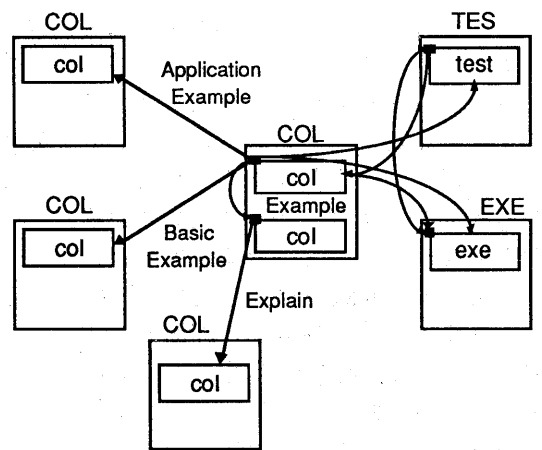 COL
col
Application
Example
TES
test
COL
col
Example
col
COL
col
Basic
Example
EXE
exe
Explain
COL
col